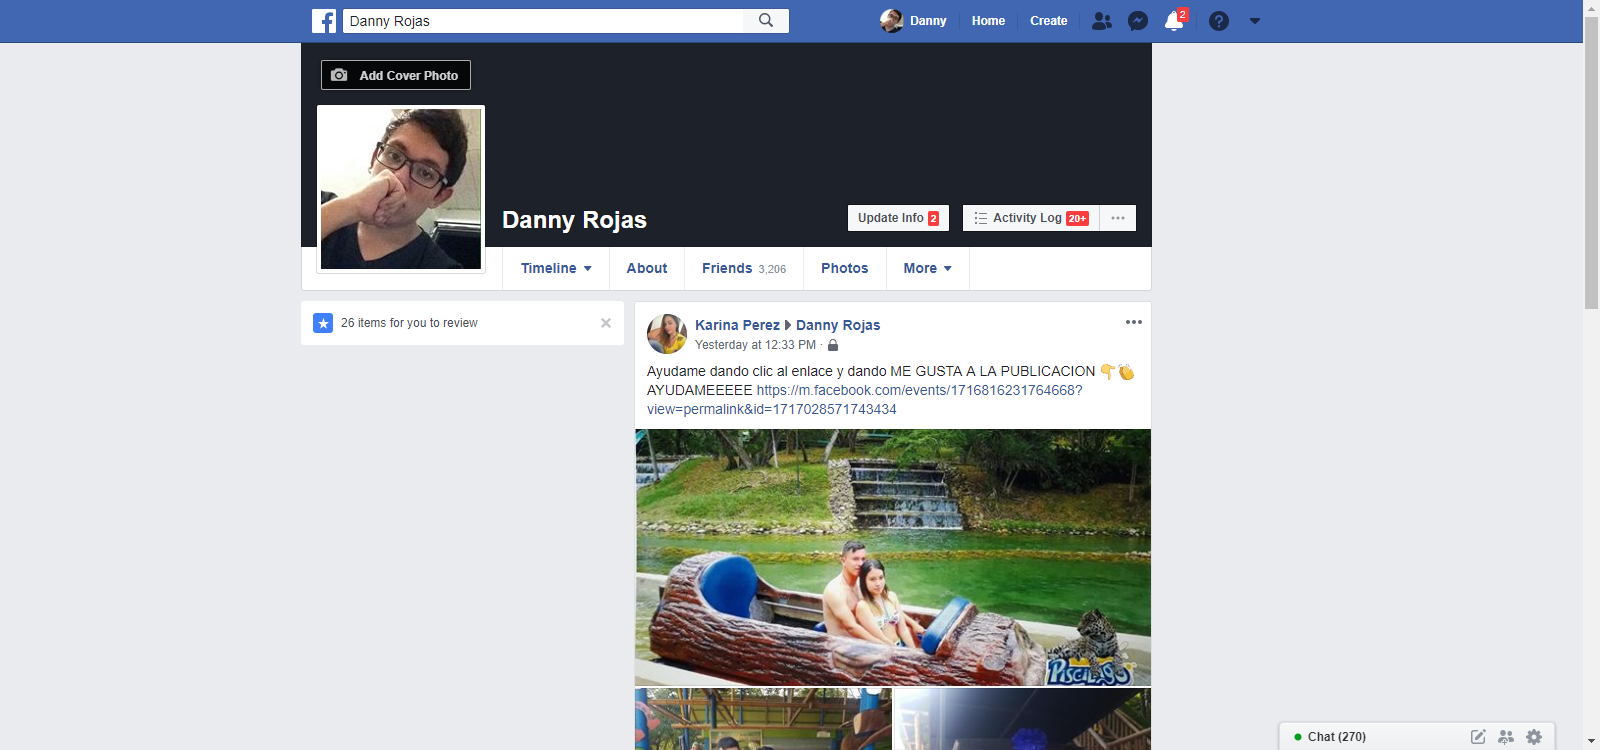 Danny Rojas
Danny
Home
Create
2
Add Cover Photo
Danny Rojas
Update Info 2
Activity Log 20+
Timeline
About
Friends 3,206
Photos
More
26 items for you to review
Karina Perez Danny Rojas
Yesterday at 12:33 PM ·
Ayudame dando clic al enlace y dando ME GUSTA A LA PUBLICACION 👇👏
AYUDAMEEEEE https://m.facebook.com/events/1716816231764668?
view=permalink&id=1717028571743434
PISCILAGO
Chat (270)